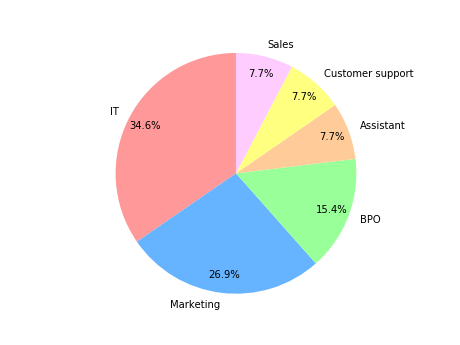 Sales
7.7%
Customer support
7.7%
IT
34.6%
Assistant
7.7%
15.4%
BPO
26.9%
Marketing